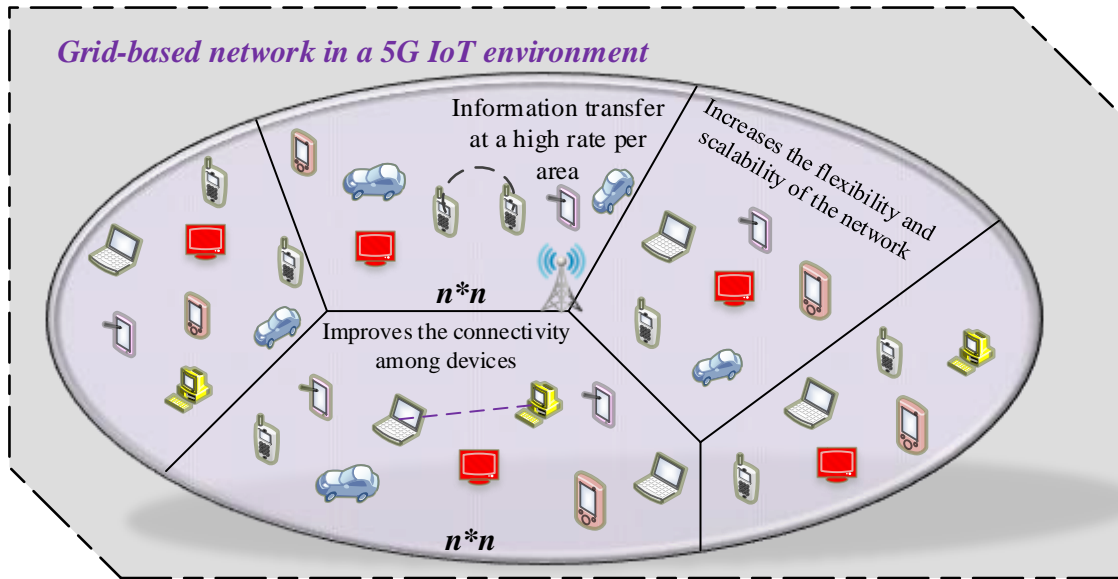 Grid-based network in a 5G IoT environment
Information transfer
at a high rate per
area
Increases the flexibility and
scalability of the network
n*n
Improves the connectivity
among devices
n*n